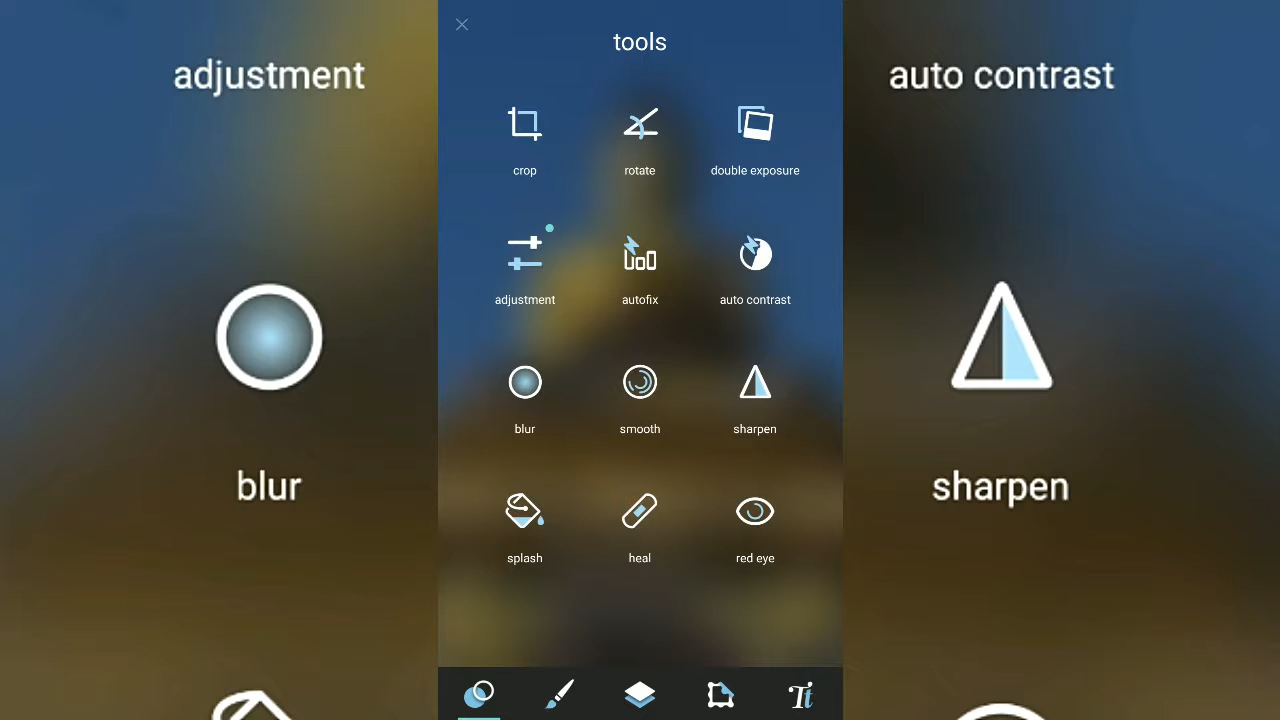 tools
crop rotate double exposure
adjustment autofix auto contrast
blur smooth sharpen
splash heal red eye
Tt
adjustment
blur
auto contrast
sharpen